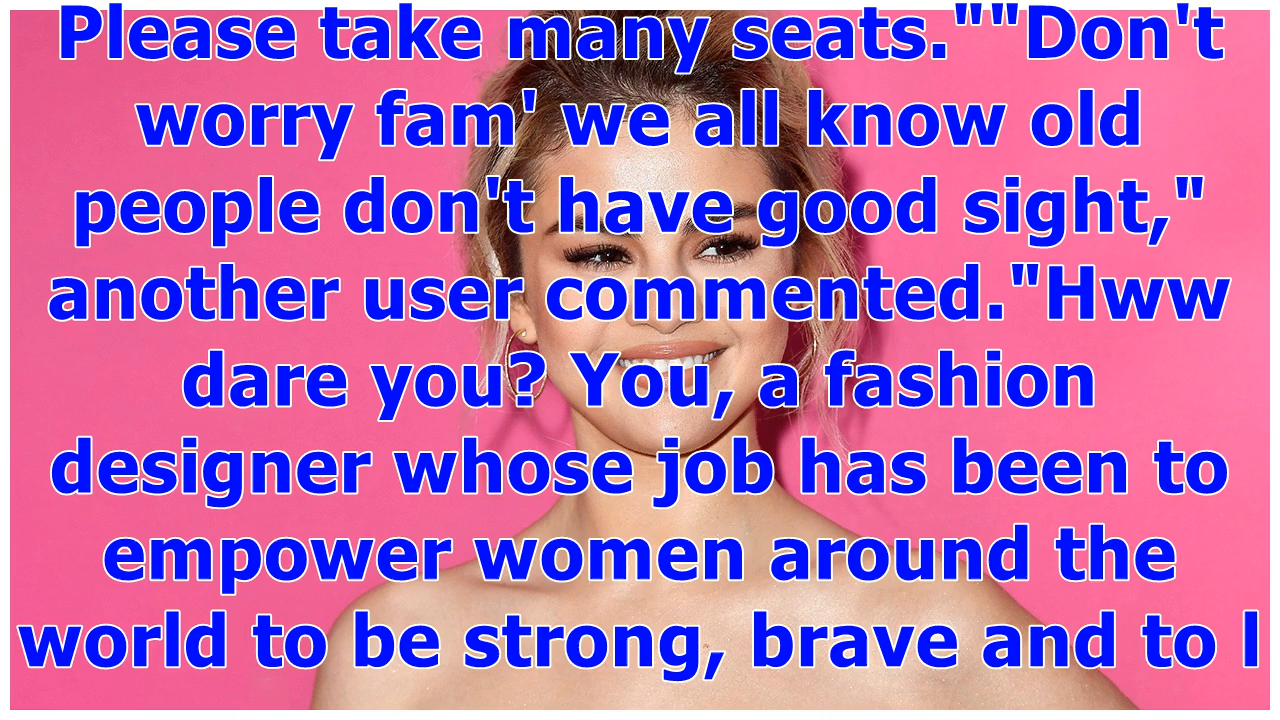 Please take many seats.""Don't
worry fam' we all know old
people don't have good sight,"
another user commented."Hww
dare you? You, a fashion
designer whose job has been to
empower women around the
world to be strong, brave and to l